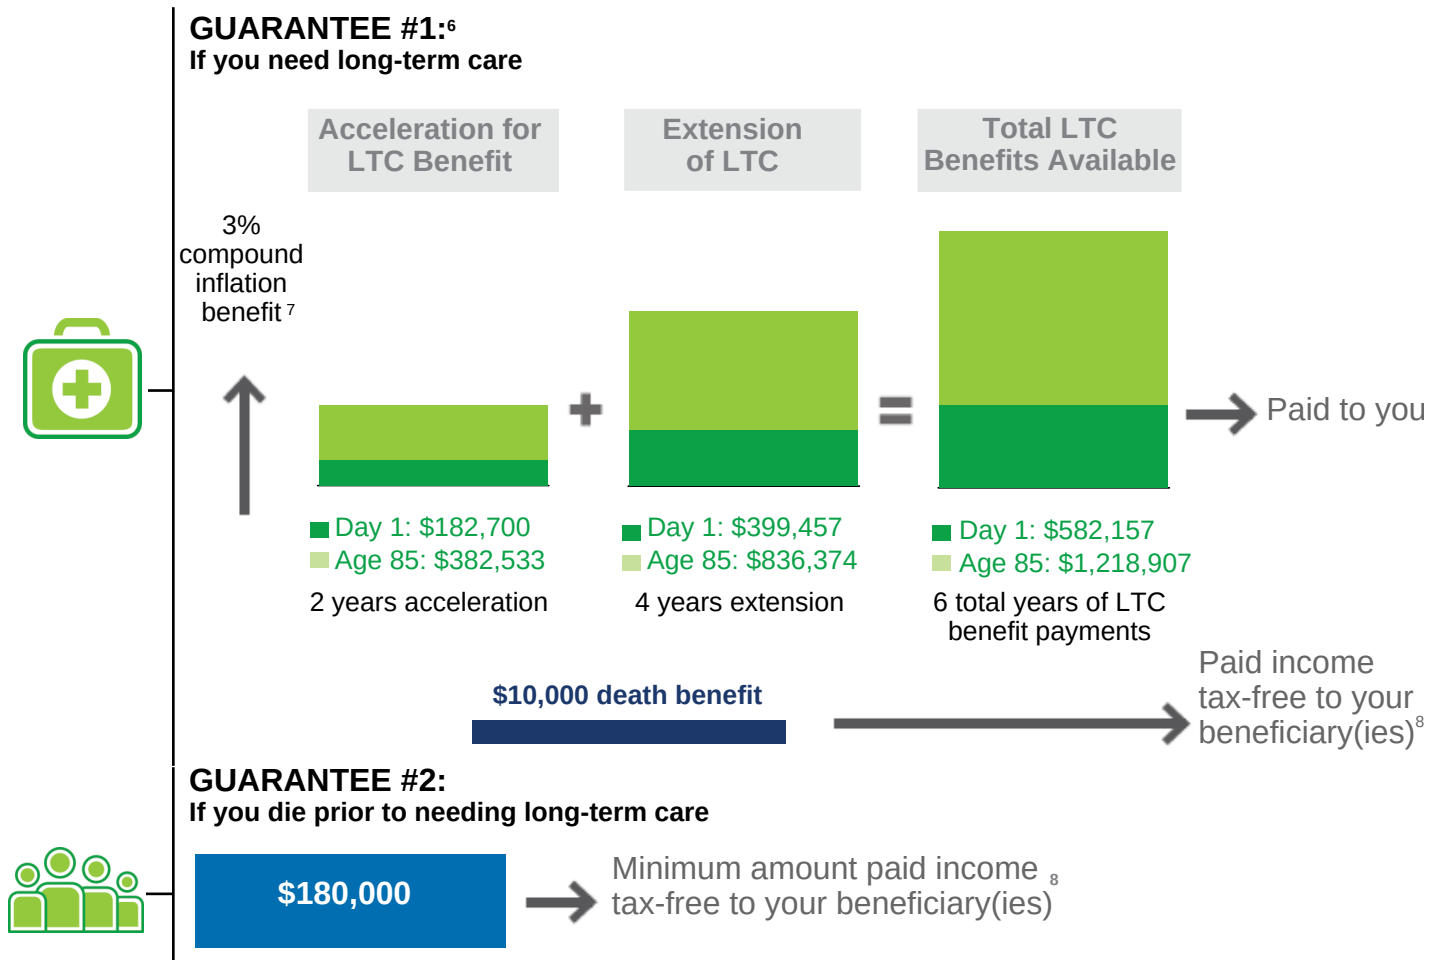 GUARANTEE #1:6
If you need long-term care
Acceleration for
LTC Benefit
Extension
of LTC
Total LTC
Benefits Available
3%
compound
inflation
benefit 7
Paid to you
Day 1: $182,700
Age 85: $382,533
2 years acceleration
Day 1: $399,457
Age 85: $836,374
4 years extension
Day 1: $582,157
Age 85: $1,218,907
6 total years of LTC
benefit payments
$10,000 death benefit
Paid income
tax-free to your
beneficiary(ies)8
GUARANTEE #2:
If you die prior to needing long-term care
$180,000
Minimum amount paid income 8
tax-free to your beneficiary(ies)